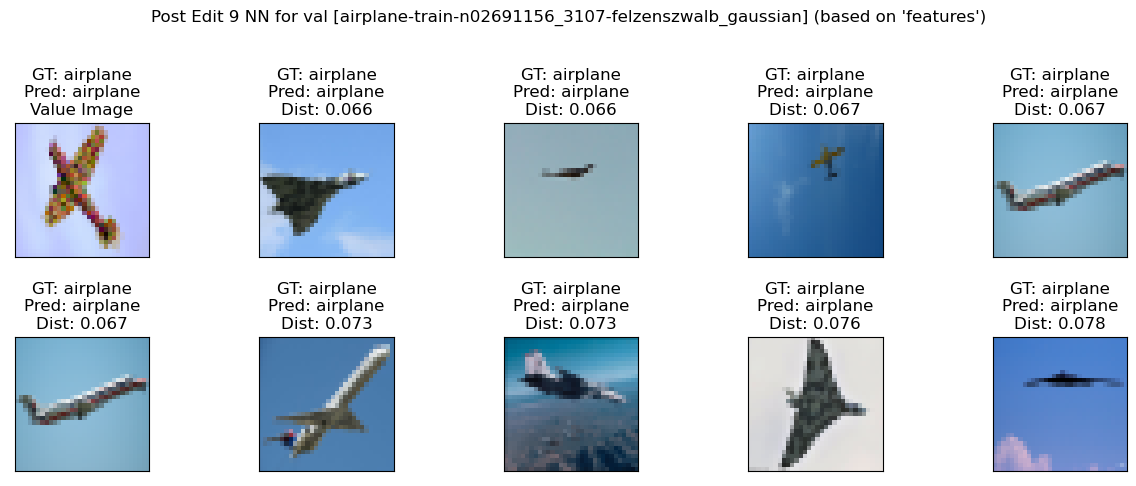 Post Edit 9 NN for val [airplane-train-n02691156_3107-felzenszwalb_gaussian] (based on 'features')
GT: airplane
Pred: airplane
Value Image
GT: airplane
Pred: airplane
Dist: 0.066
GT: airplane
Pred: airplane
Dist: 0.066
GT: airplane
Pred: airplane
Dist: 0.067
GT: airplane
Pred: airplane
Dist: 0.067
GT: airplane
Pred: airplane
Dist: 0.067
GT: airplane
Pred: airplane
Dist: 0.073
GT: airplane
Pred: airplane
Dist: 0.073
GT: airplane
Pred: airplane
Dist: 0.076
GT: airplane
Pred: airplane
Dist: 0.078